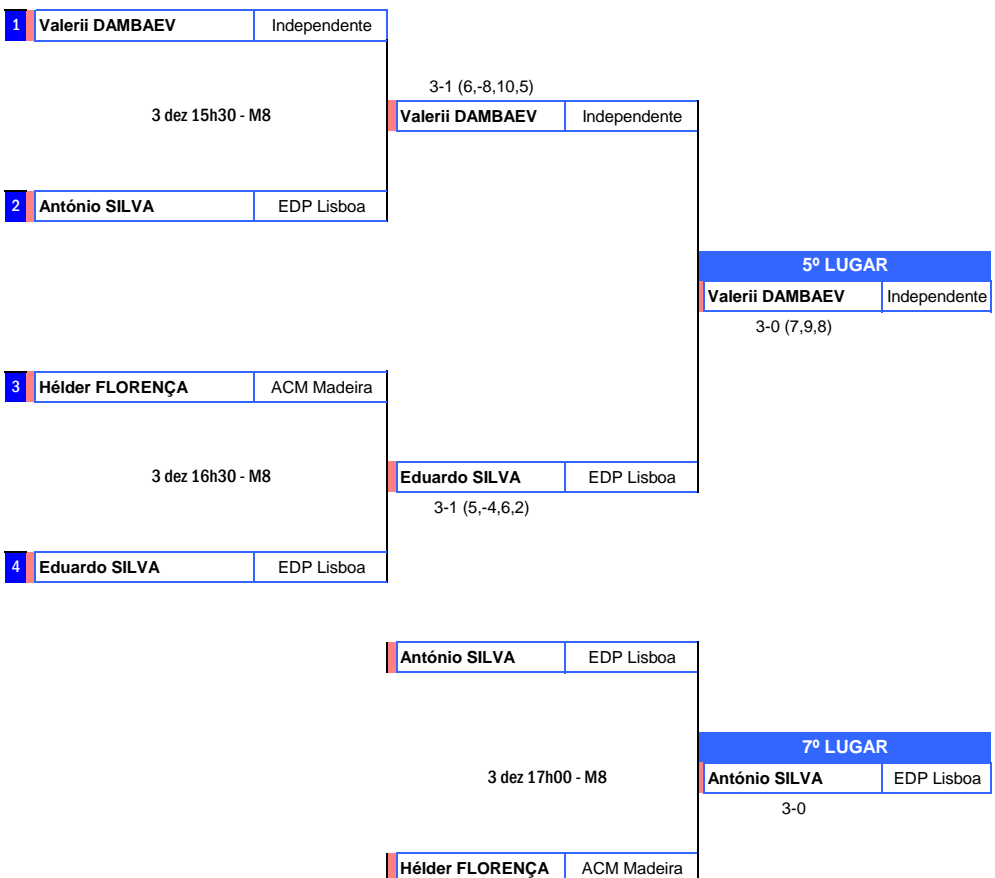 1 Valerii DAMBAEV Independente
3-1 (6,-8,10,5)
3 dez 15h30 - M8
Valerii DAMBAEV Independente
2 António SILVA EDP Lisboa
5º LUGAR
Valerii DAMBAEV Independente
3-0 (7,9,8)
3 Hélder FLORENÇA ACM Madeira
3 dez 16h30 - M8
Eduardo SILVA EDP Lisboa
3-1 (5,-4,6,2)
4 Eduardo SILVA EDP Lisboa
António SILVA EDP Lisboa
7º LUGAR
3 dez 17h00 - M8
António SILVA EDP Lisboa
3-0
Hélder FLORENÇA ACM Madeira